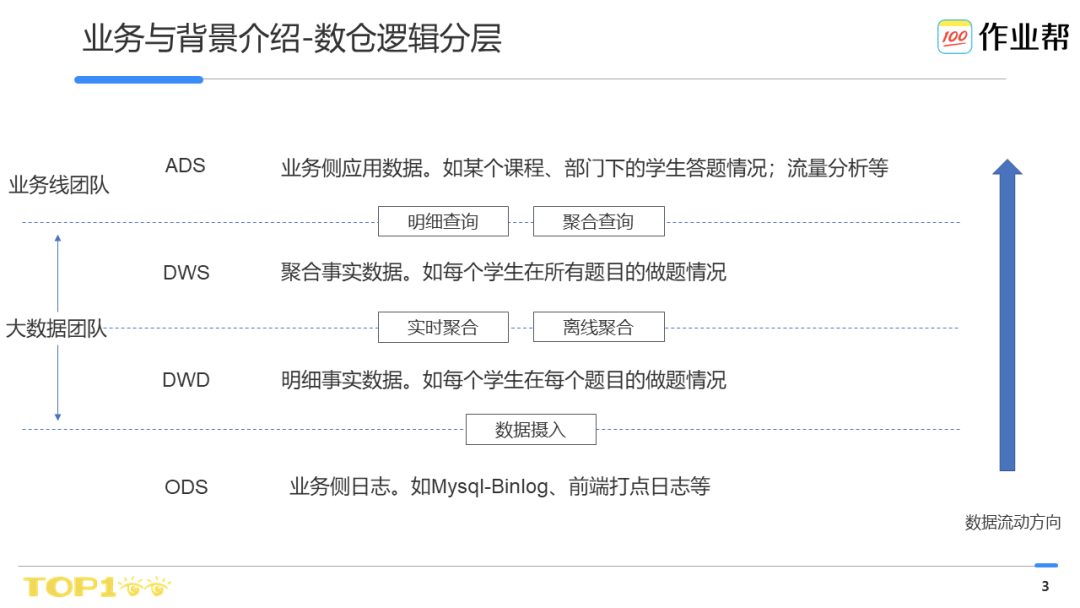 业务与背景介绍-数仓逻辑分层
100 作业帮
ADS
业务侧应用数据。如某个课程、部门下的学生答题情况；流量分析等
业务线团队
明细查询
聚合查询
DWS
聚合事实数据。如每个学生在所有题目的做题情况
大数据团队
实时聚合
离线聚合
DWD
明细事实数据。如每个学生在每个题目的做题情况
数据摄入
ODS
业务侧日志。如Mysql-Binlog、前端打点日志等
数据流动方向
TOP100
3